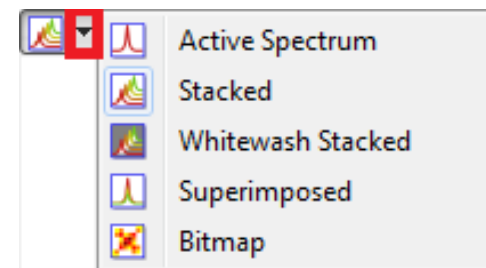 Active Spectrum
Stacked
Whitewash Stacked
Superimposed
Bitmap